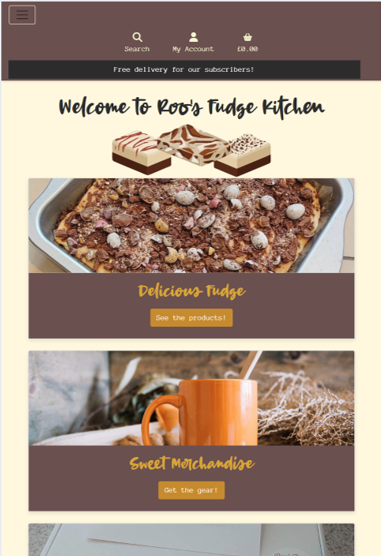 Search My Account £0.00
Free delivery for our subscribers!
Welcome to Roo's Fudge Kitchen
Delicious Fudge
See the products!
Sweet Merchandise
Get the gear!